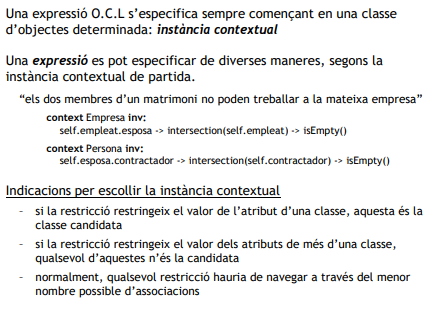 Una expressió O.C.L s’especifica sempre començant en una classe
d’objectes determinada: instància contextual
Una expressió es pot especificar de diverses maneres, segons la
instància contextual de partida.
“els dos membres d’un matrimoni no poden treballar a la mateixa empresa”
context Empresa inv:
self.empleat.esposa -> intersection(self.empleat) -> isEmpty()
context Persona inv:
self.esposa.contractador -> intersection(self.contractador) -> isEmpty()
Indicacions per escollir la instància contextual
- si la restricció restringeix el valor de l’atribut d’una classe, aquesta és la
classe candidata
- si la restricció restringeix el valor dels atributs de més d’una classe,
qualsevol d’aquestes n’és la candidata
- normalment, qualsevol restricció hauria de navegar a través del menor
nombre possible d’associacions